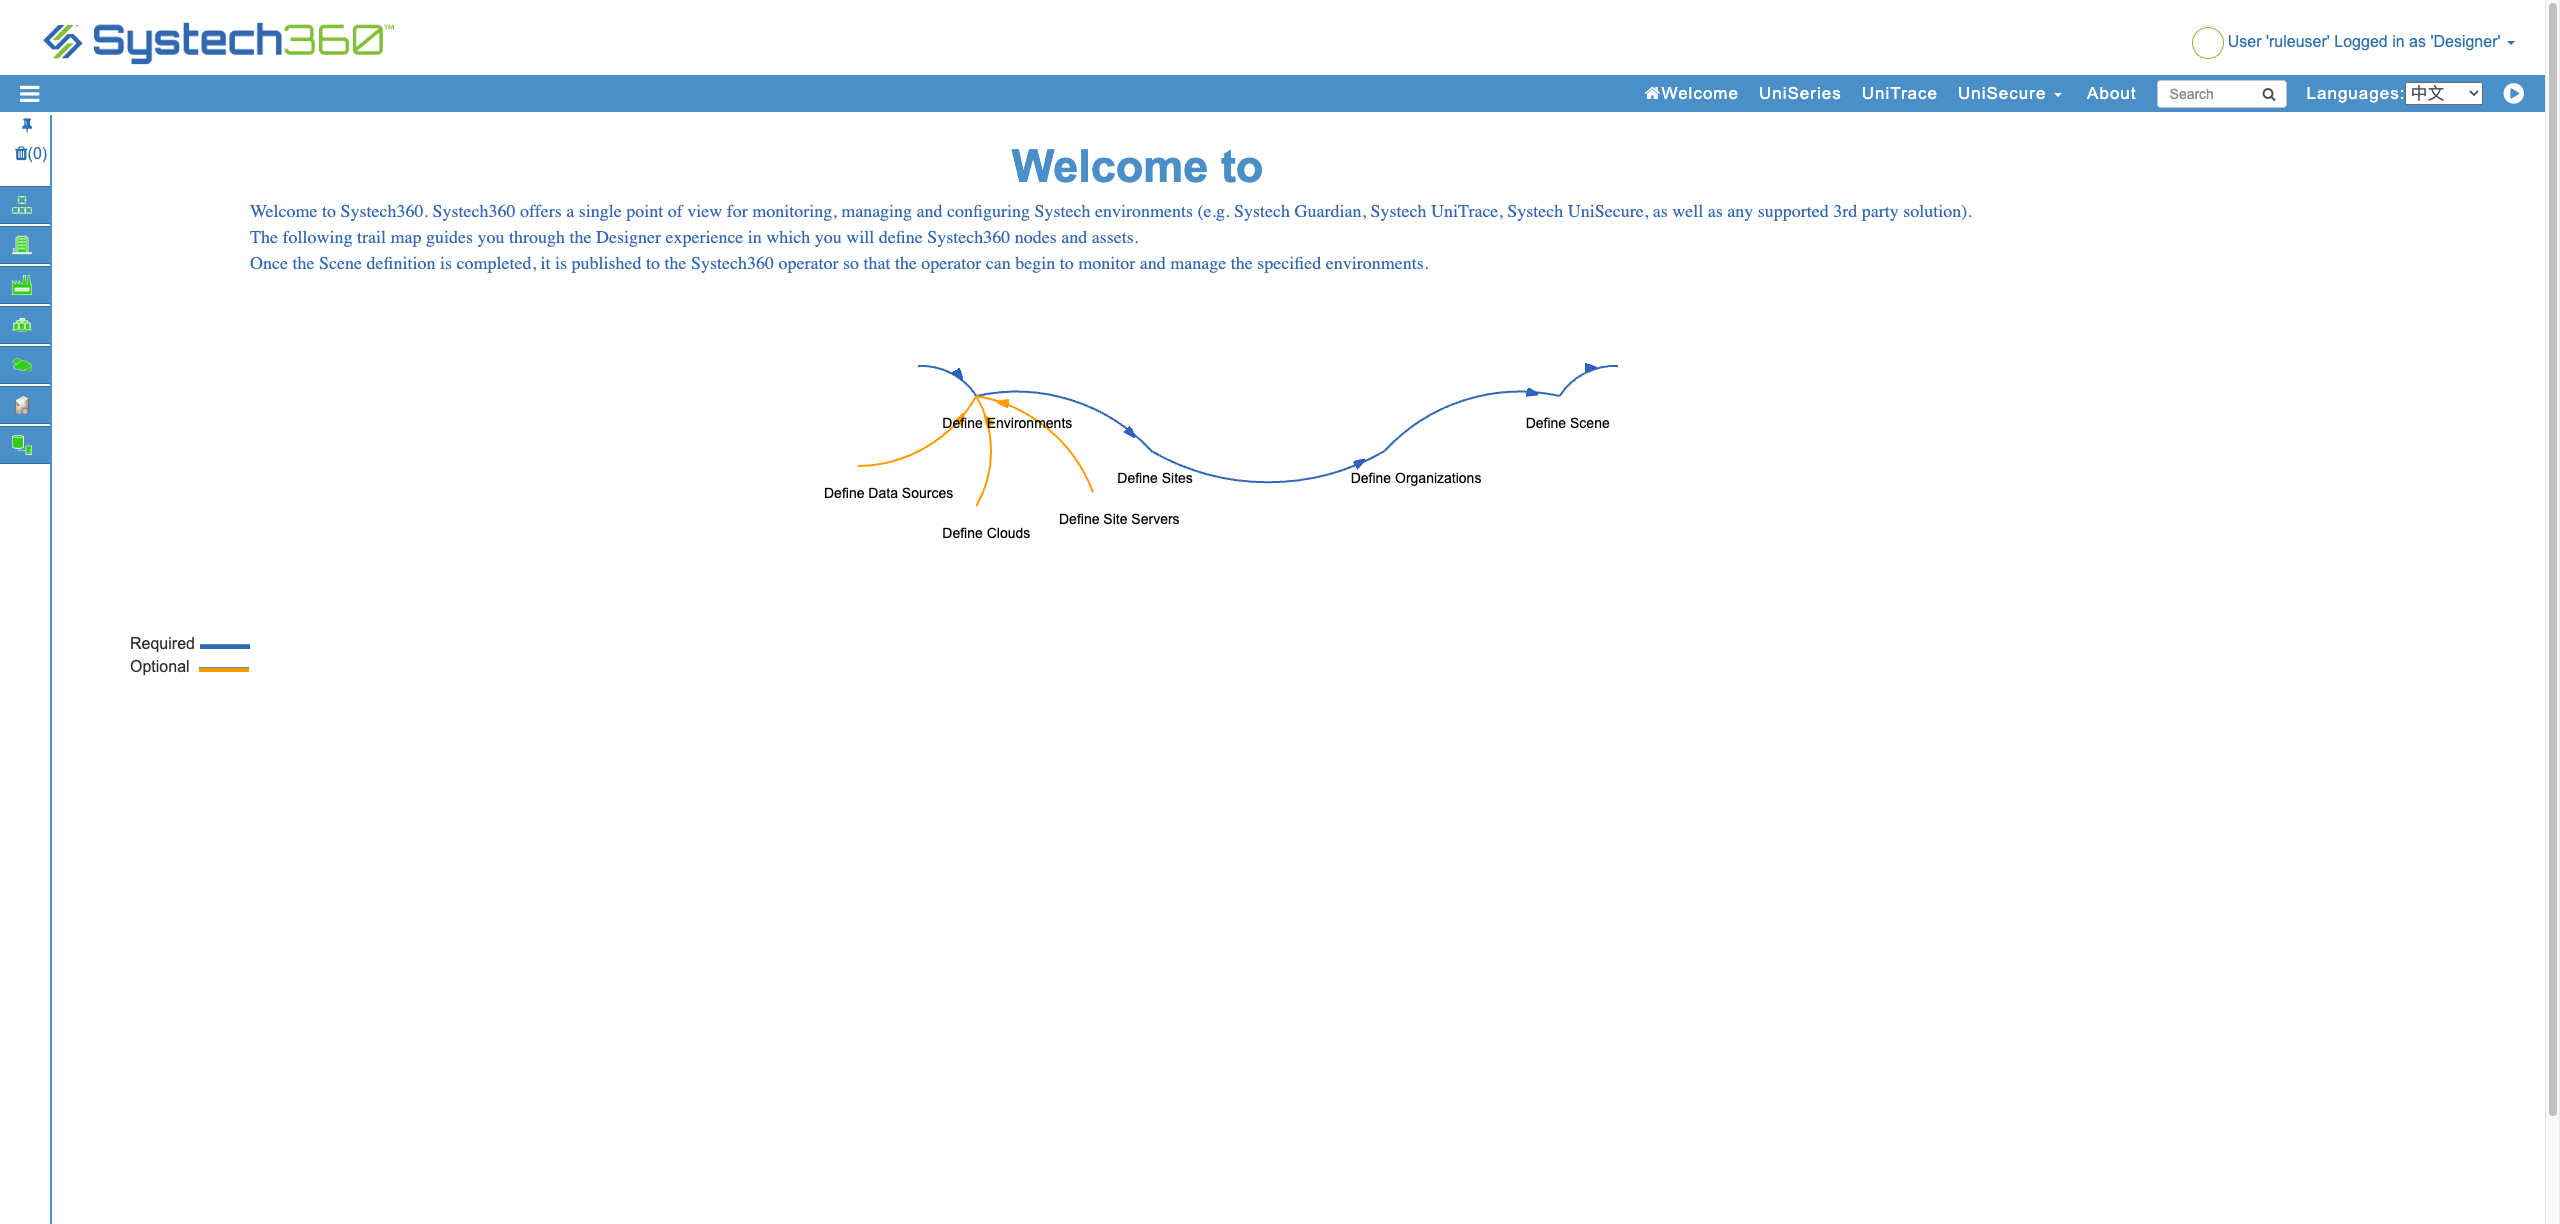 Systech360™
User 'ruleuser' Logged in as 'Designer'
Welcome UniSeries UniTrace UniSecure About Search Languages: 中文
(0)
Welcome to
Welcome to Systech360. Systech360 offers a single point of view for monitoring, managing and configuring Systech environments (e.g. Systech Guardian, Systech UniTrace, Systech UniSecure, as well as any supported 3rd party solution).
The following trail map guides you through the Designer experience in which you will define Systech360 nodes and assets.
Once the Scene definition is completed, it is published to the Systech360 operator so that the operator can begin to monitor and manage the specified environments.
Define Environments
Define Scene
Define Sites
Define Organizations
Define Data Sources
Define Site Servers
Define Clouds
Required
Optional